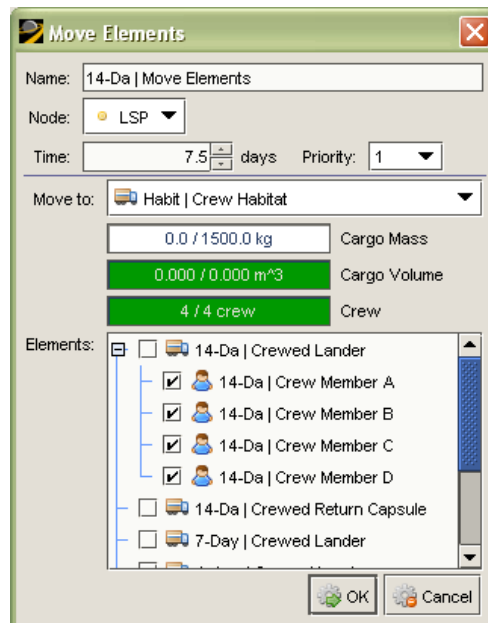 Move Elements
Name: 14-Da | Move Elements
Node: LSP
Time: 7.5 days Priority: 1
Move to: Habit | Crew Habitat
0.0 / 1500.0 kg Cargo Mass
0.000 / 0.000 m^3 Cargo Volume
4 / 4 crew Crew
Elements: 14-Da | Crewed Lander
14-Da | Crew Member A
14-Da | Crew Member B
14-Da | Crew Member C
14-Da | Crew Member D
14-Da | Crewed Return Capsule
7-Day | Crewed Lander
OK Cancel